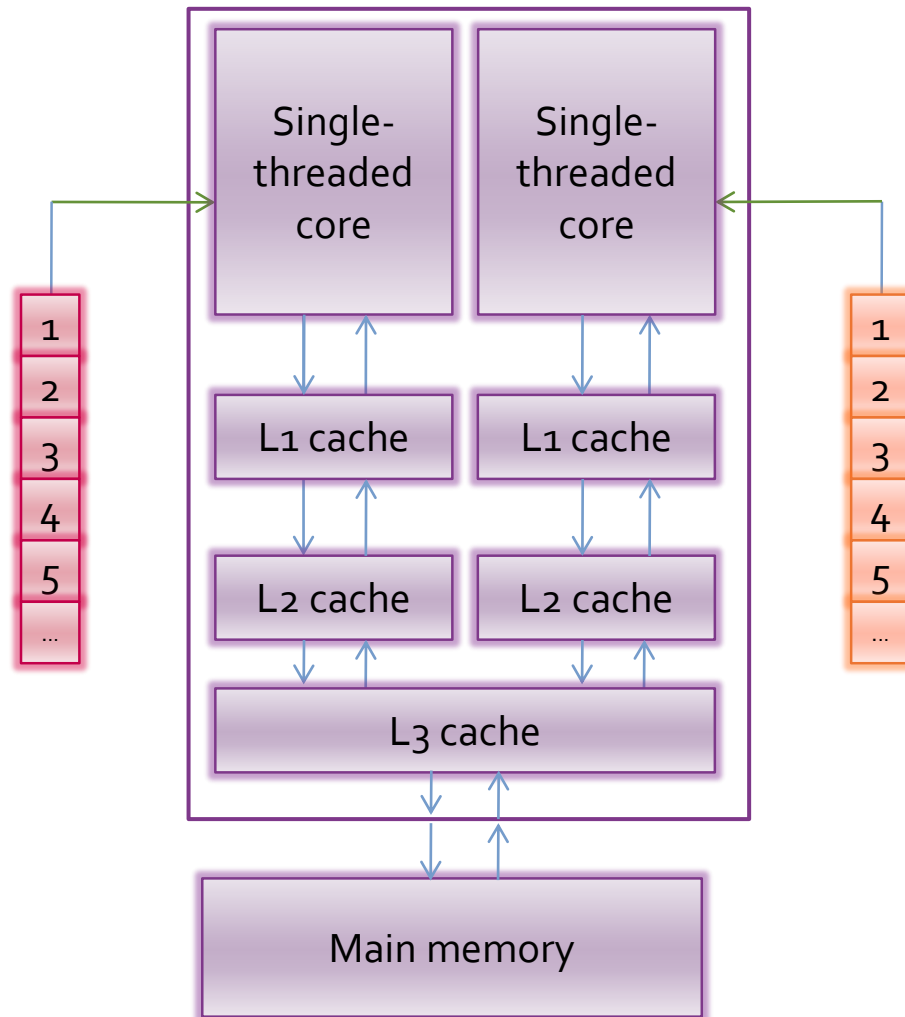 Single-
threaded
core
Single-
threaded
core
1
2
3
4
5
...
1
2
3
4
5
...
L1 cache
L1 cache
L2 cache
L2 cache
L3 cache
Main memory